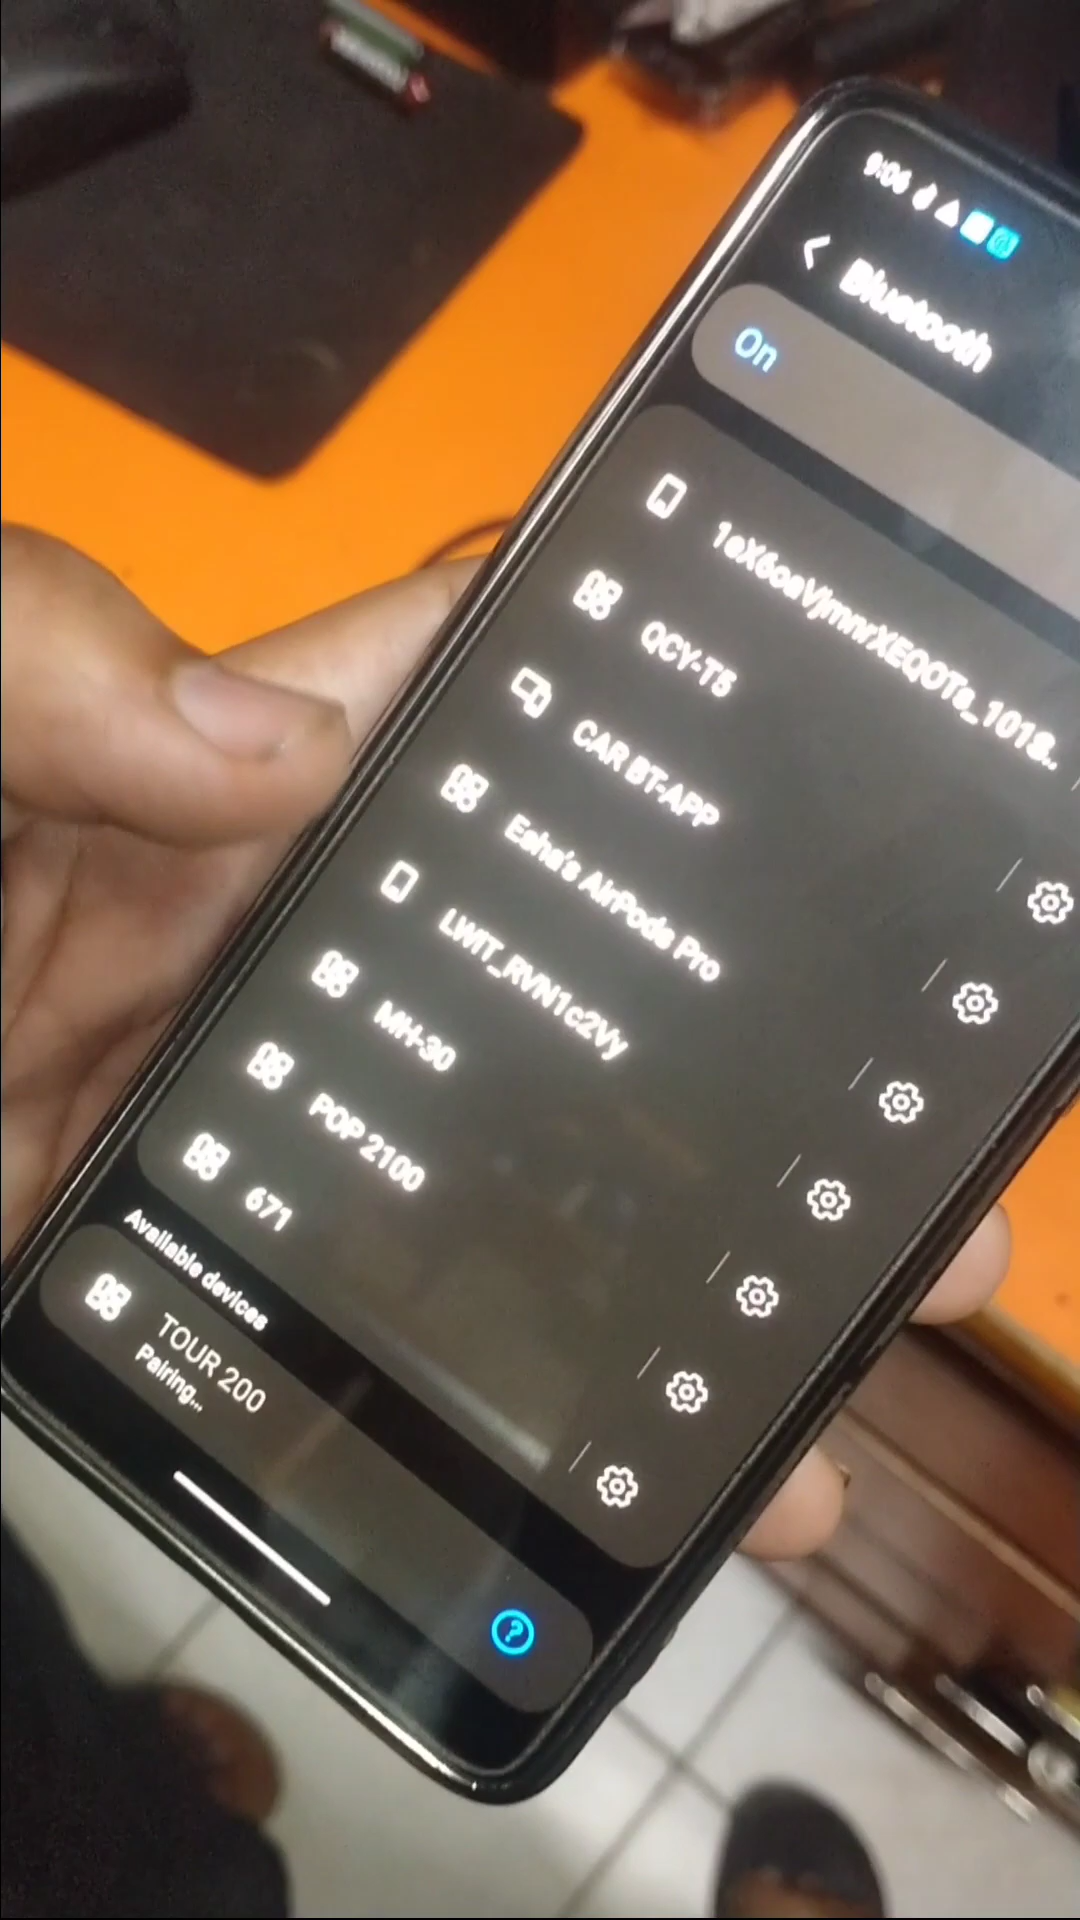 9:06
Bluetooth
On
QCY-T5
CAR BT-APP
Esha's AirPods Pro
LWIT_RVN1c2Vy
MH-30
POP 2100
671
Available devices
TOUR 200
Pairing...
?